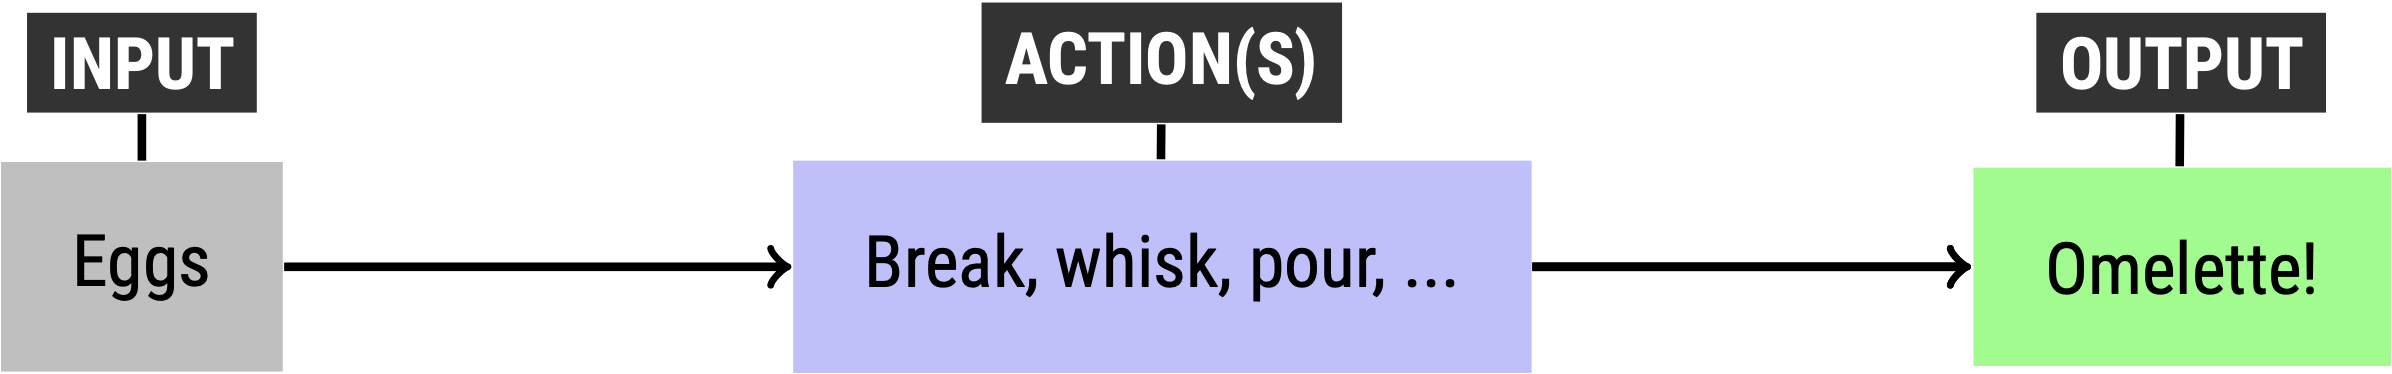 INPUT
ACTION(S)
OUTPUT
Eggs
Break, whisk, pour, ...
Omelette!